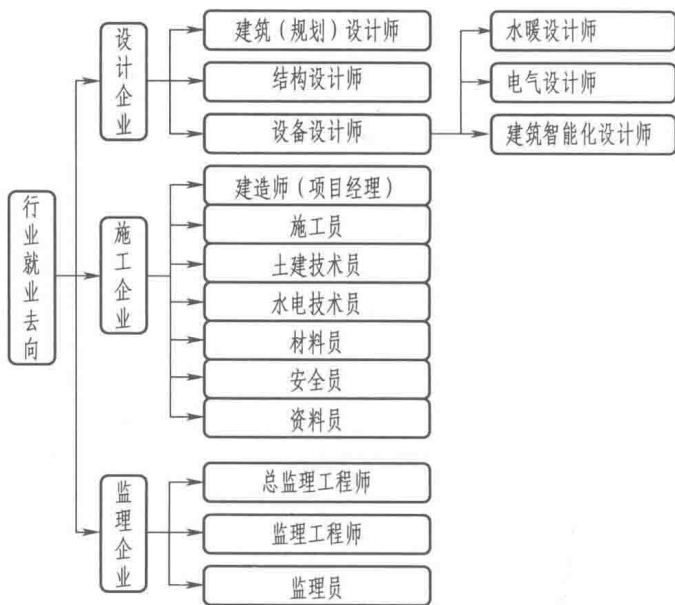 行业就业去向
设计企业
建筑（规划）设计师
结构设计师
设备设计师
水暖设计师
电气设计师
建筑智能化设计师
施工企业
建造师（项目经理）
施工员
土建技术员
水电技术员
材料员
安全员
资料员
监理企业
总监理工程师
监理工程师
监理员